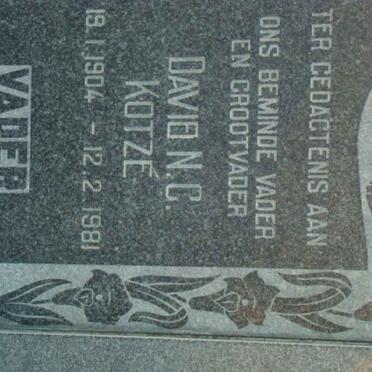 TER GEDAGTENIS AAN
ONS BEMINDE VADER
EN GROOTVADER
DAVID N.C.
KOTZÉ
19.1.1904 – 12.2.1981
VADER